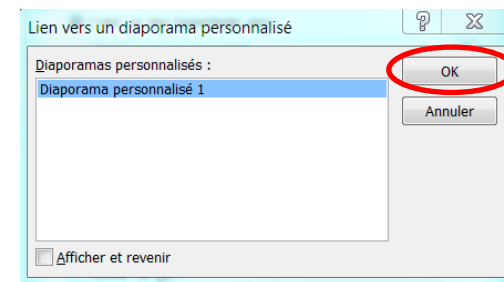 Lien vers un diaporama personnalisé
Diaporamas personnalisés :
Diaporama personnalisé 1
OK
Annuler
Afficher et revenir